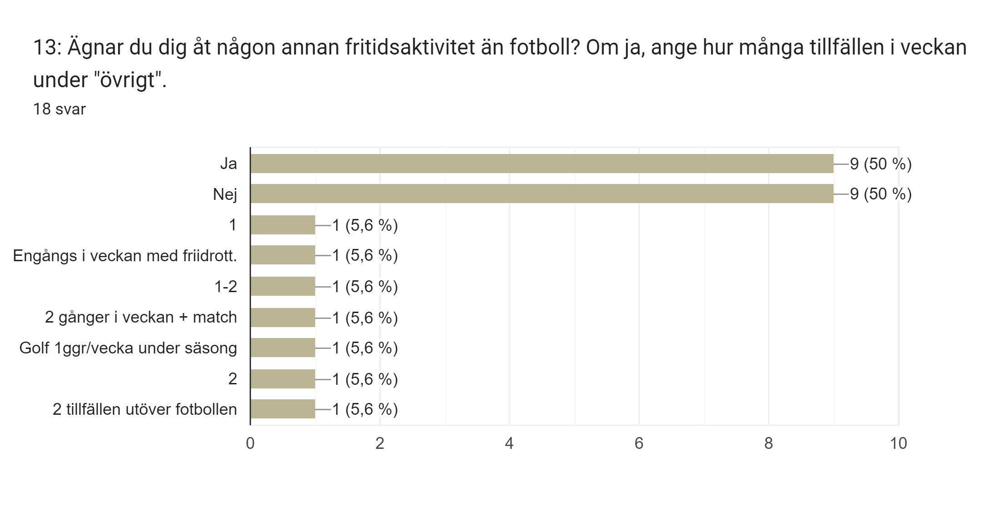 13: Ägnar du dig åt någon annan fritidsaktivitet än fotboll? Om ja, ange hur många tillfällen i veckan
under "övrigt".
18 svar
Ja 9 (50 %)
Nej 9 (50 %)
1 1 (5,6 %)
Engångs i veckan med friidrott. 1 (5,6 %)
1-2 1 (5,6 %)
2 gånger i veckan + match 1 (5,6 %)
Golf 1ggr/vecka under säsong 1 (5,6 %)
2 1 (5,6 %)
2 tillfällen utöver fotbollen 1 (5,6 %)
0 2 4 6 8 10